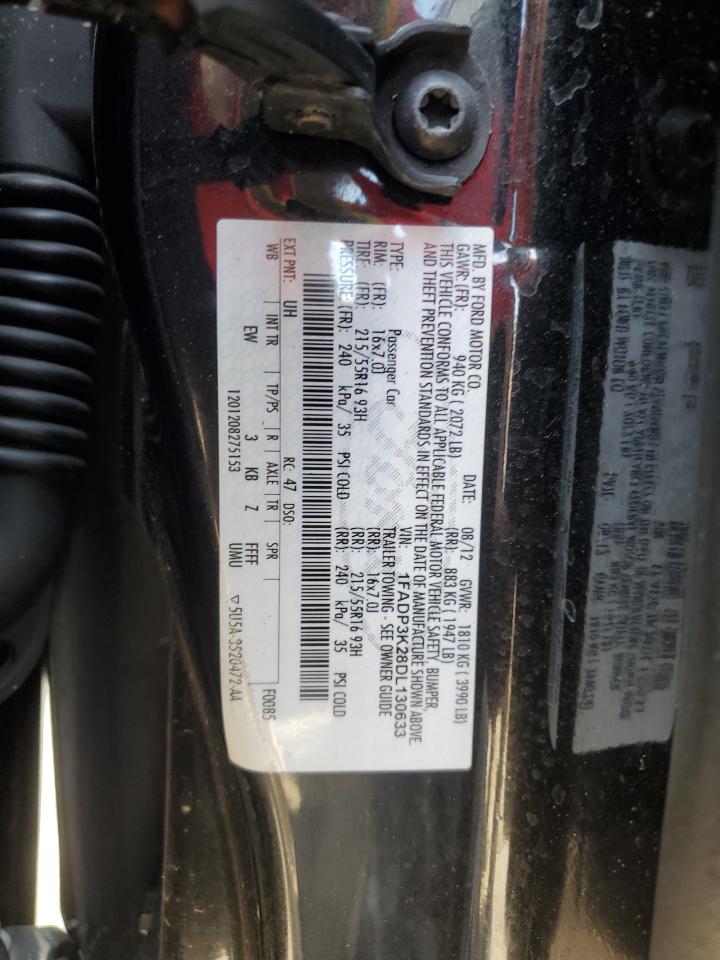 MFD. BY FORD MOTOR CO.
DATE: 08/12 GVWR: 1810 KG ( 3990 LB)
GAWR: (FR): 940 KG ( 2072 LB) (RR): 883 KG ( 1947 LB)
THIS VEHICLE CONFORMS TO ALL APPLICABLE FEDERAL MOTOR VEHICLE SAFETY, BUMPER,
AND THEFT PREVENTION STANDARDS IN EFFECT ON THE DATE OF MANUFACTURE SHOWN ABOVE.
VIN: 1FADP3K28DL130633
TYPE: Passenger Car TRAILER TOWING - SEE OWNER GUIDE
RIM: (FR): 16x7.0J (RR): 16x7.0J
TIRE: (FR): 215/55R16 93H (RR): 215/55R16 93H
PRESSURE: (FR): 240 kPa/ 35 PSI COLD (RR): 240 kPa/ 35 PSI COLD
EXT PNT: UH RC: 47 DSO: F0085
WB INT TR TP/PS R AXLE TR SPR
EW 3 KB Z FFFF
1201208275153 UMU ▽5U5A-3520472-AA